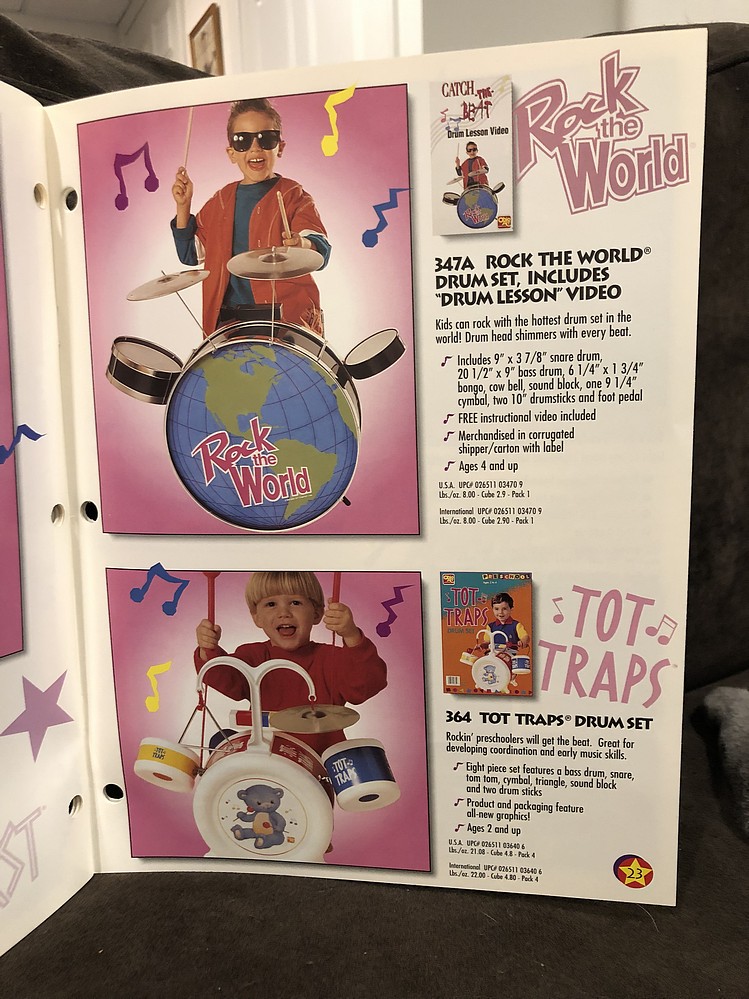 CATCH THE
BEAT
Drum Lesson Video
Rock
the
World®
347A ROCK THE WORLD®
DRUM SET, INCLUDES
"DRUM LESSON" VIDEO
Kids can rock with the hottest drum set in the
world! Drum head shimmers with every beat.
Includes 9" x 3 7/8" snare drum,
20 1/2" x 9" bass drum, 6 1/4" x 1 3/4"
bongo, cow bell, sound block, one 9 1/4"
cymbal, two 10" drumsticks and foot pedal
FREE instructional video included
Merchandised in corrugated
shipper/carton with label
Ages 4 and up
U.S.A. UPC# 026511 03470 9
Lbs./oz. 8.00 - Cube 2.9 - Pack 1
International UPC# 026511 03470 9
Lbs./oz. 8.00 - Cube 2.90 - Pack 1
Rock
the
World
PRESCHOOL
TOT
TRAPS
DRUM SET
TOT
TRAPS™
364 TOT TRAPS® DRUM SET
Rockin' preschoolers will get the beat. Great for
developing coordination and early music skills.
Eight piece set features a bass drum, snare,
tom tom, cymbal, triangle, sound block
and two drum sticks
Product and packaging feature
all-new graphics!
Ages 2 and up
U.S.A. UPC# 026511 03640 6
Lbs./oz. 21.08 - Cube 4.8 - Pack 4
International UPC# 026511 03640 6
Lbs./oz. 22.00 - Cube 4.80 - Pack 4
TOT
TRAPS
TOT
TRAPS
23
ST